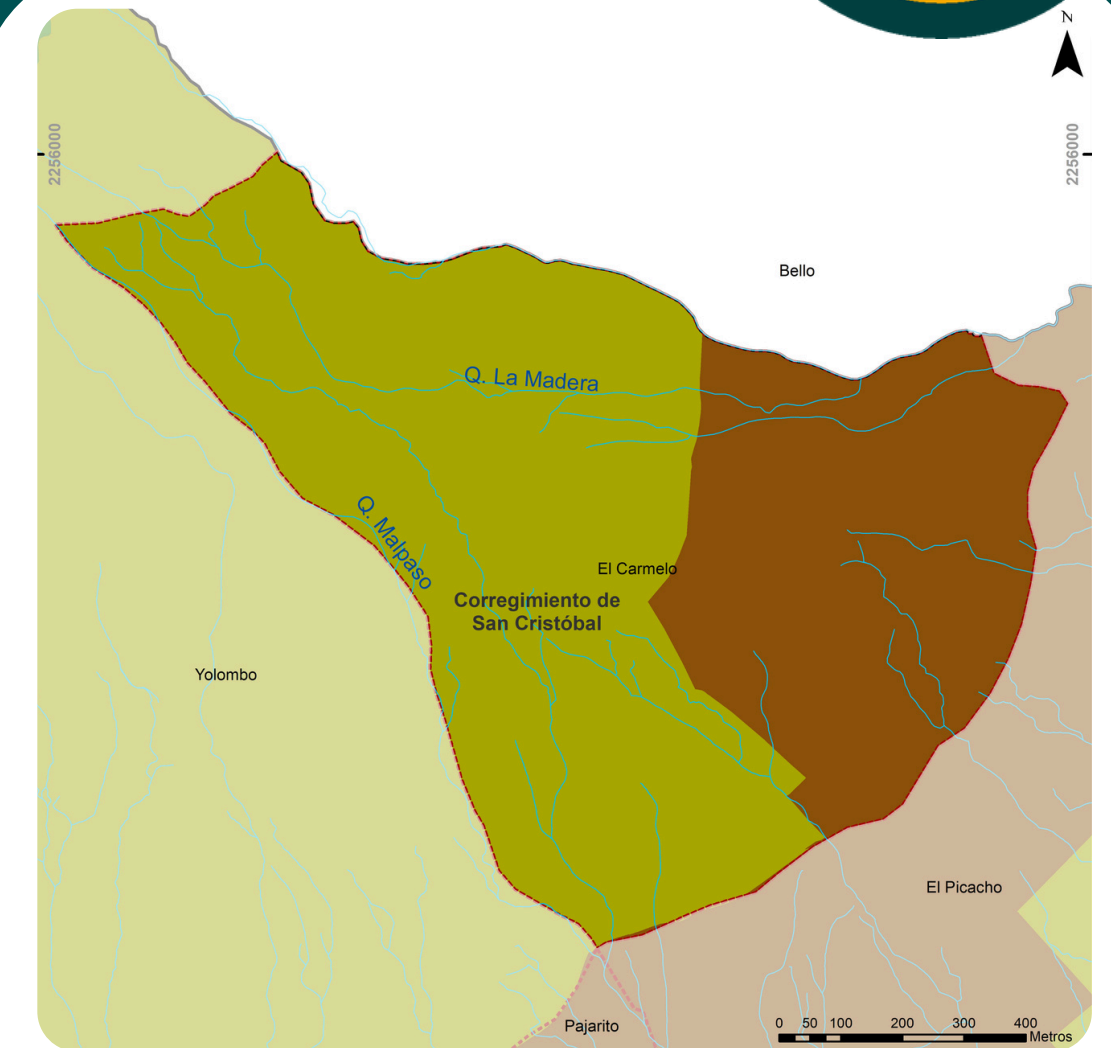 N
2256000
2256000
Bello
Q. La Madera
Q. Malpaso
El Carmelo
Corregimiento de
San Cristóbal
Yolombo
El Picacho
Pajarito
0 50 100 200 300 400
Metros